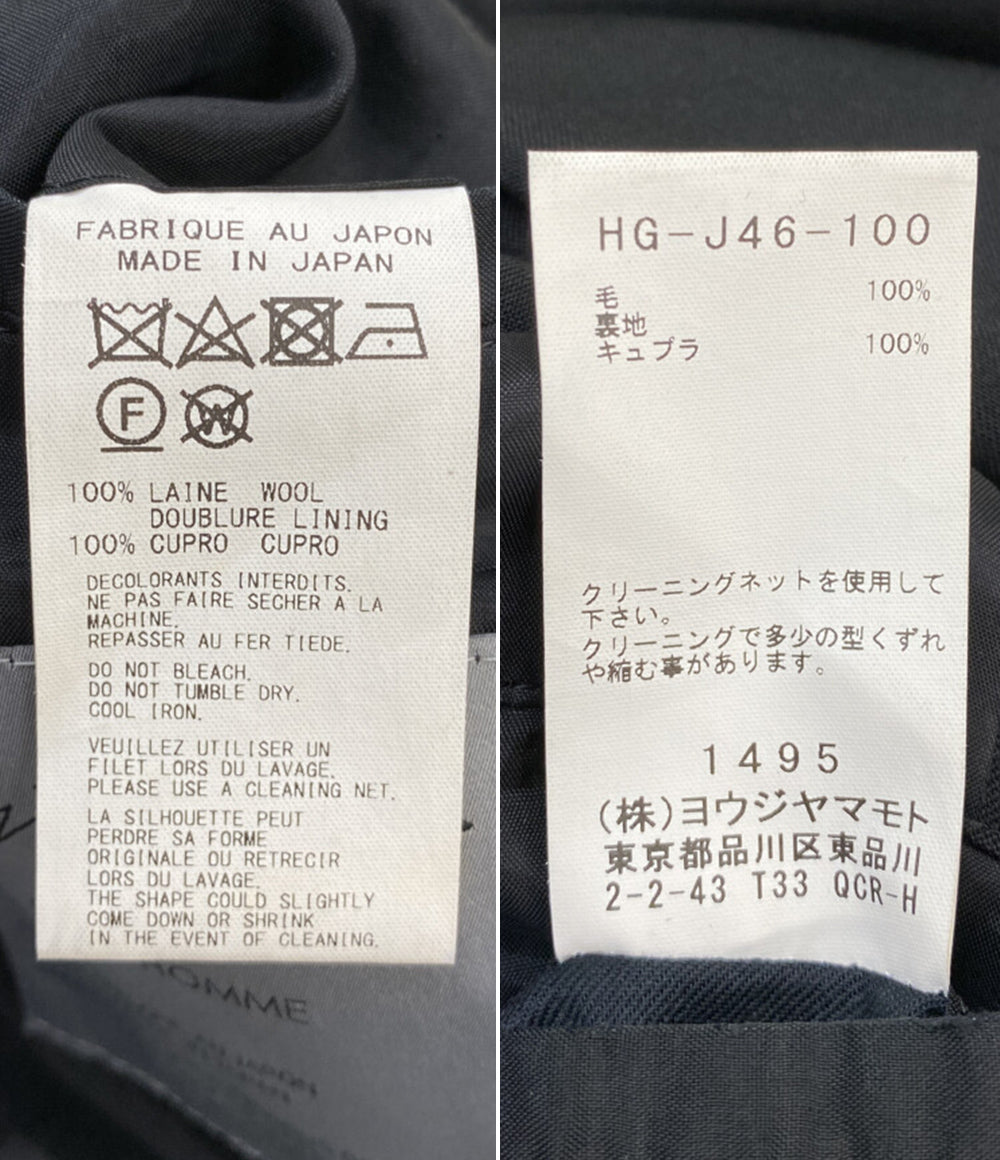 FABRIQUE AU JAPON
MADE IN JAPAN
F
W
100% LAINE WOOL
DOUBLURE LINING
100% CUPRO CUPRO
DECOLORANTS INTERDITS.
NE PAS FAIRE SECHER A LA
MACHINE.
REPASSER AU FER TIEDE.
DO NOT BLEACH.
DO NOT TUMBLE DRY.
COOL IRON.
VEUILLEZ UTILISER UN
FILET LORS DU LAVAGE.
PLEASE USE A CLEANING NET.
LA SILHOUETTE PEUT
PERDRE SA FORME
ORIGINALE OU RETRECIR
LORS DU LAVAGE.
THE SHAPE COULD SLIGHTLY
COME DOWN OR SHRINK
IN THE EVENT OF CLEANING.
HOMME
HG-J46-100
毛 100%
裏地
キュプラ 100%
クリーニングネットを使用して
下さい。
クリーニングで多少の型くずれ
や縮む事があります。
1495
(株)ヨウジヤマモト
東京都品川区東品川
2-2-43 T33 QCR-H